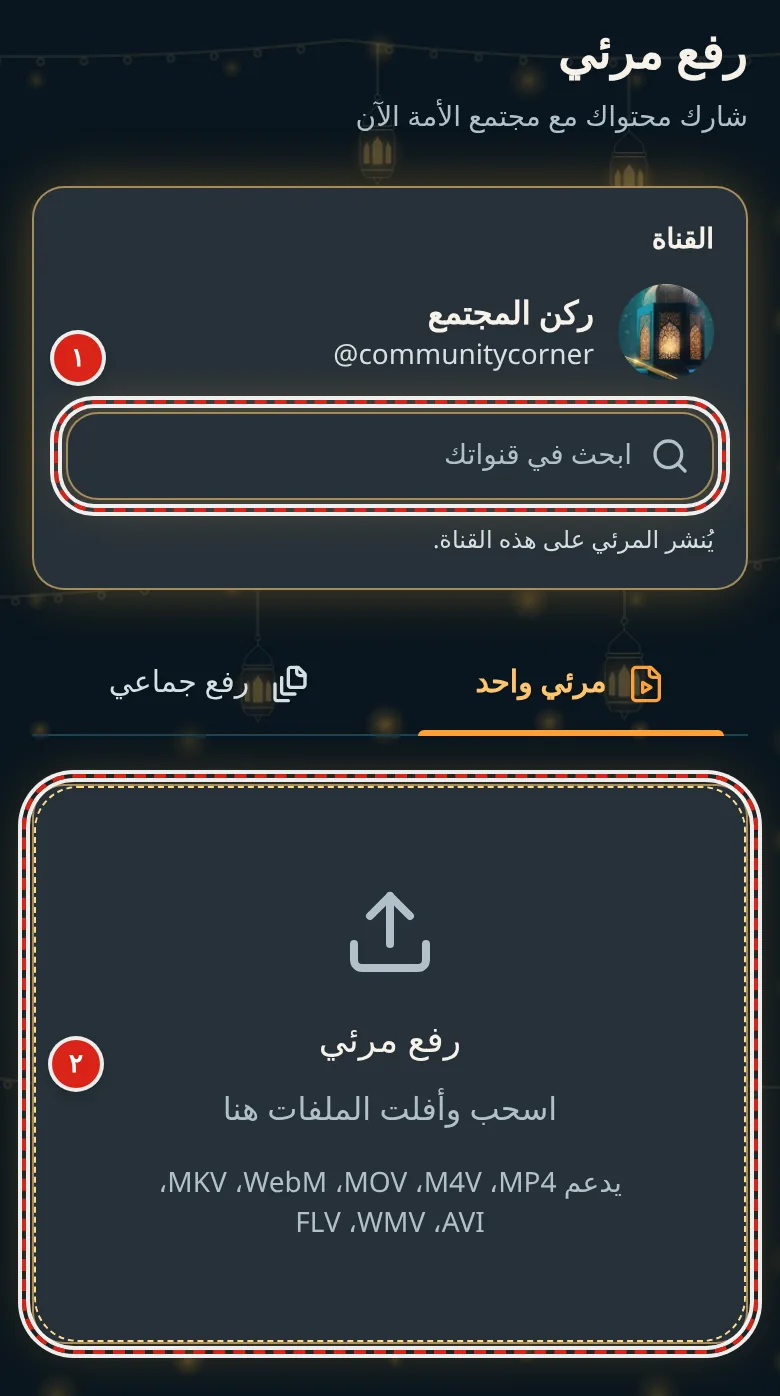 رفع مرئي
شارك محتواك مع مجتمع الأمة الآن
القناة
ركن المجتمع
@communitycorner
١
ابحث في قنواتك
يُنشر المرئي على هذه القناة.
مرئي واحد
رفع جماعي
رفع مرئي
٢
اسحب وأفلت الملفات هنا
يدعم MP4، M4V، MOV، WebM، MKV،
AVI، WMV، FLV